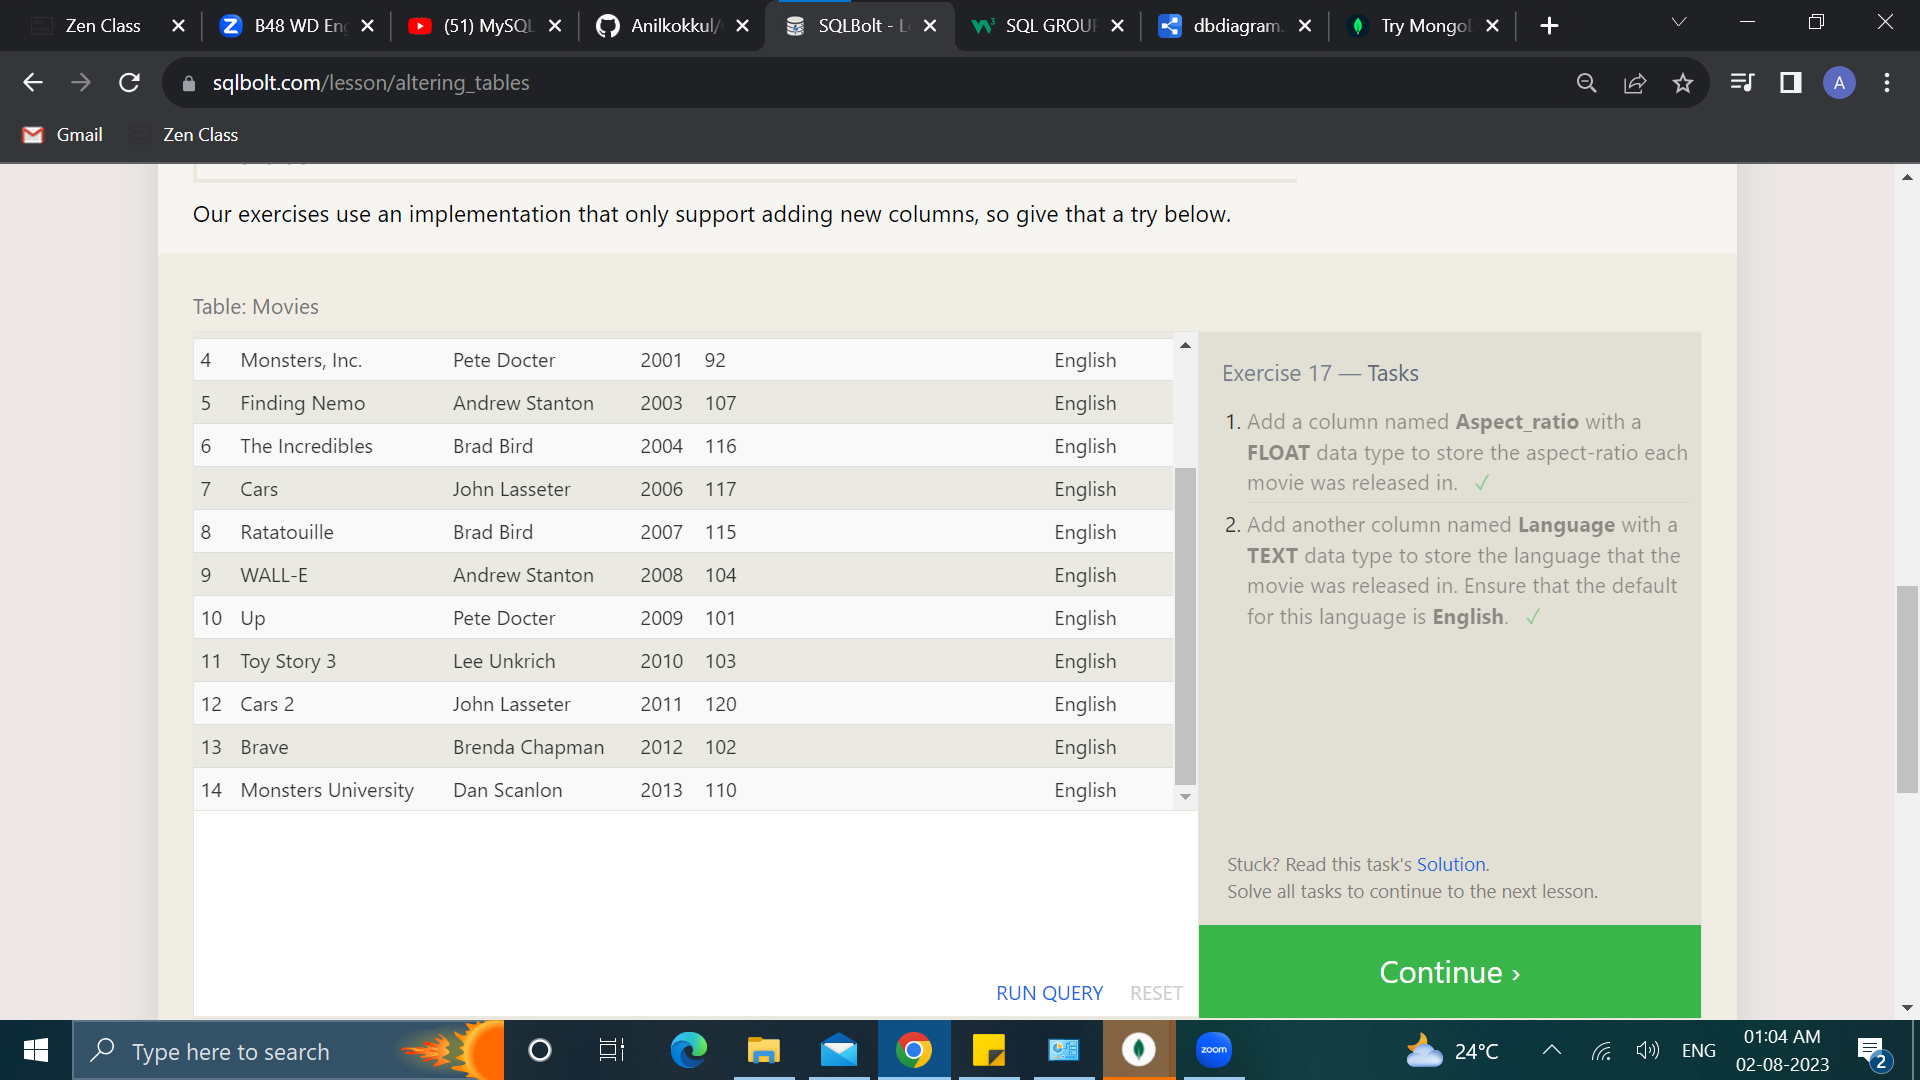 Zen Class
B48 WD Eng
(51) MySQL
Anilkokkul/
SQLBolt - Le
SQL GROUP
dbdiagram.
Try MongoD
sqlbolt.com/lesson/altering_tables
A
Gmail
Zen Class
Our exercises use an implementation that only support adding new columns, so give that a try below.
Table: Movies
4 Monsters, Inc. Pete Docter 2001 92 English
5 Finding Nemo Andrew Stanton 2003 107 English
6 The Incredibles Brad Bird 2004 116 English
7 Cars John Lasseter 2006 117 English
8 Ratatouille Brad Bird 2007 115 English
9 WALL-E Andrew Stanton 2008 104 English
10 Up Pete Docter 2009 101 English
11 Toy Story 3 Lee Unkrich 2010 103 English
12 Cars 2 John Lasseter 2011 120 English
13 Brave Brenda Chapman 2012 102 English
14 Monsters University Dan Scanlon 2013 110 English
RUN QUERY RESET
Exercise 17 — Tasks
1. Add a column named Aspect_ratio with a
FLOAT data type to store the aspect-ratio each
movie was released in. ✓
2. Add another column named Language with a
TEXT data type to store the language that the
movie was released in. Ensure that the default
for this language is English. ✓
Stuck? Read this task's Solution.
Solve all tasks to continue to the next lesson.
Continue ›
Type here to search
zoom
24°C
ENG
01:04 AM
02-08-2023
2